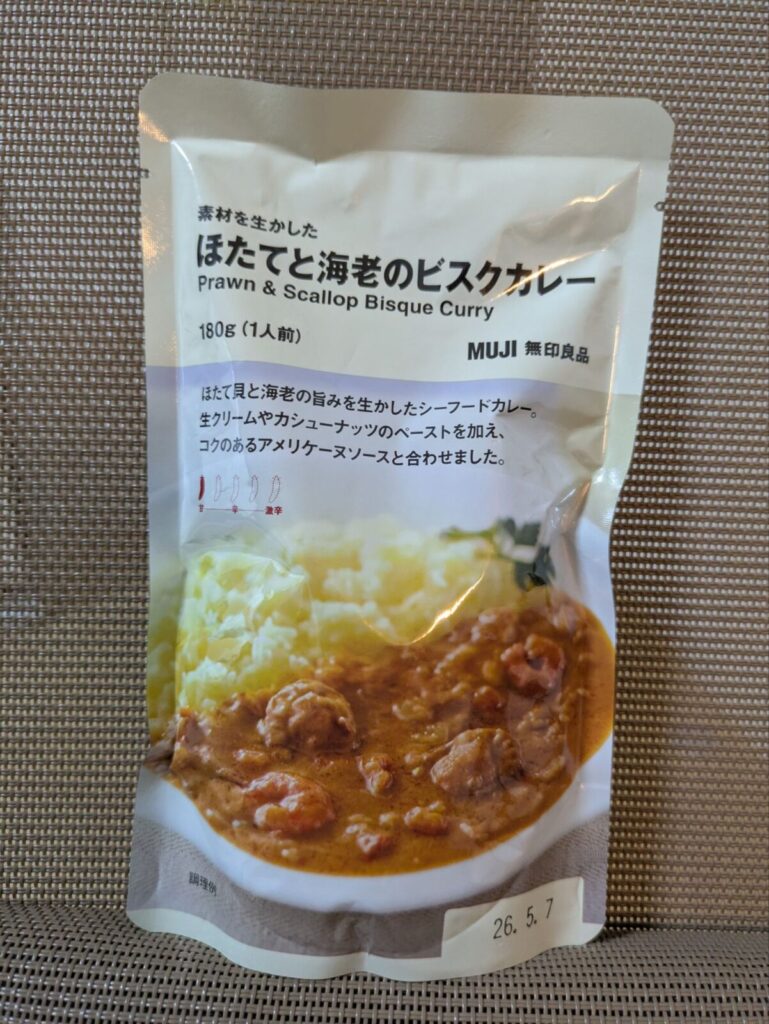 素材を生かした
ほたてと海老のビスクカレー
Prawn & Scallop Bisque Curry
180g（1人前）
MUJI 無印良品
ほたて貝と海老の旨みを生かしたシーフードカレー。
生クリームやカシューナッツのペーストを加え、
コクのあるアメリケーヌソースと合わせました。
甘 辛 激辛
調理例
26. 5. 7